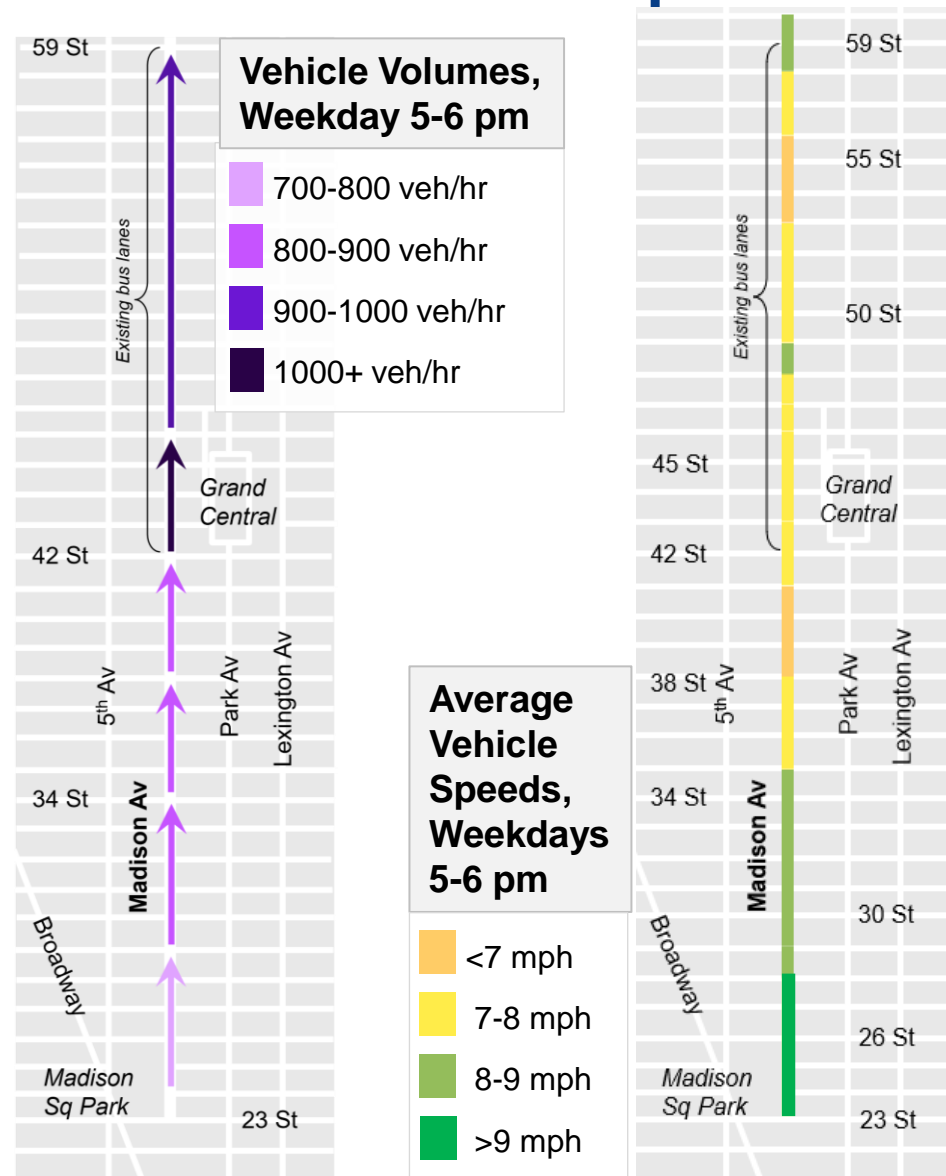 59 St
Vehicle Volumes,
Weekday 5-6 pm
700-800 veh/hr
800-900 veh/hr
900-1000 veh/hr
1000+ veh/hr
Existing bus lanes
Grand
Central
42 St
5th Av
Park Av
Lexington Av
34 St
Madison Av
Broadway
Madison
Sq Park
23 St
Average
Vehicle
Speeds,
Weekdays
5-6 pm
<7 mph
7-8 mph
8-9 mph
>9 mph
59 St
55 St
Existing bus lanes
50 St
45 St
Grand
Central
42 St
38 St
5th Av
Park Av
Lexington Av
34 St
Madison Av
30 St
Broadway
26 St
Madison
Sq Park
23 St